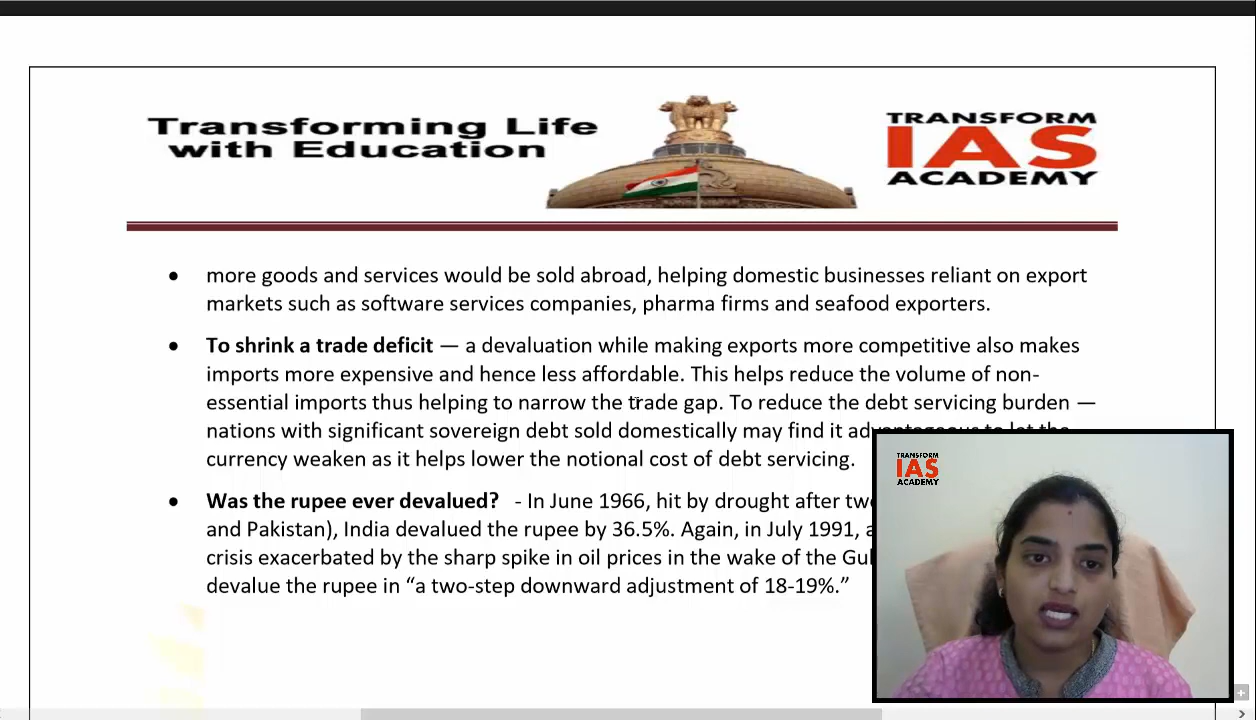 Transforming Life
with Education
TRANSFORM
IAS
ACADEMY
• more goods and services would be sold abroad, helping domestic businesses reliant on export
markets such as software services companies, pharma firms and seafood exporters.
• To shrink a trade deficit — a devaluation while making exports more competitive also makes
imports more expensive and hence less affordable. This helps reduce the volume of non-
essential imports thus helping to narrow the trade gap. To reduce the debt servicing burden —
nations with significant sovereign debt sold domestically may find it advantageous to let the
currency weaken as it helps lower the notional cost of debt servicing.
• Was the rupee ever devalued? - In June 1966, hit by drought after
and Pakistan), India devalued the rupee by 36.5%. Again, in July 1991,
crisis exacerbated by the sharp spike in oil prices in the wake of the
devalue the rupee in “a two-step downward adjustment of 18-19%.”
TRANSFORM
IAS
ACADEMY